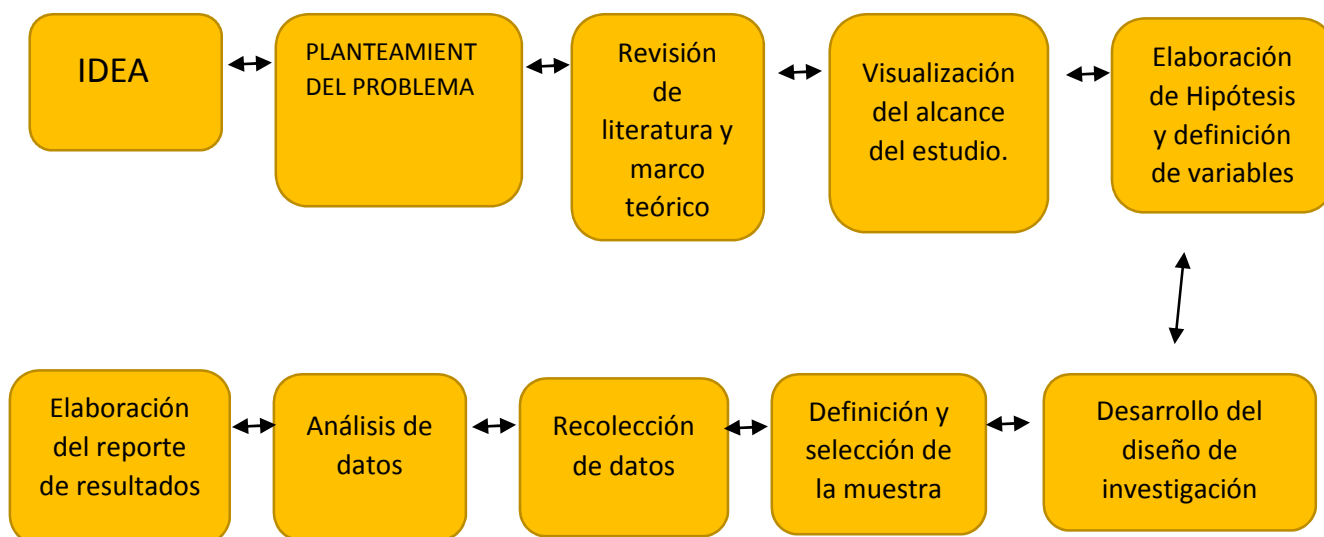 IDEA
PLANTEAMIENT
DEL PROBLEMA
Revisión
de
literatura y
marco
teórico
Visualización
del alcance
del estudio.
Elaboración
de Hipótesis
y definición
de variables
Elaboración
del reporte
de resultados
Análisis de
datos
Recolección
de datos
Definición y
selección de
la muestra
Desarrollo del
diseño de
investigación